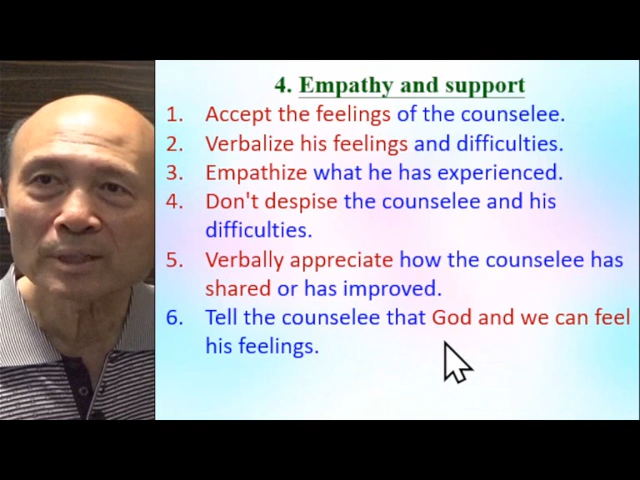 4. Empathy and support
1. Accept the feelings of the counselee.
2. Verbalize his feelings and difficulties.
3. Empathize what he has experienced.
4. Don't despise the counselee and his
difficulties.
5. Verbally appreciate how the counselee has
shared or has improved.
6. Tell the counselee that God and we can feel
his feelings.